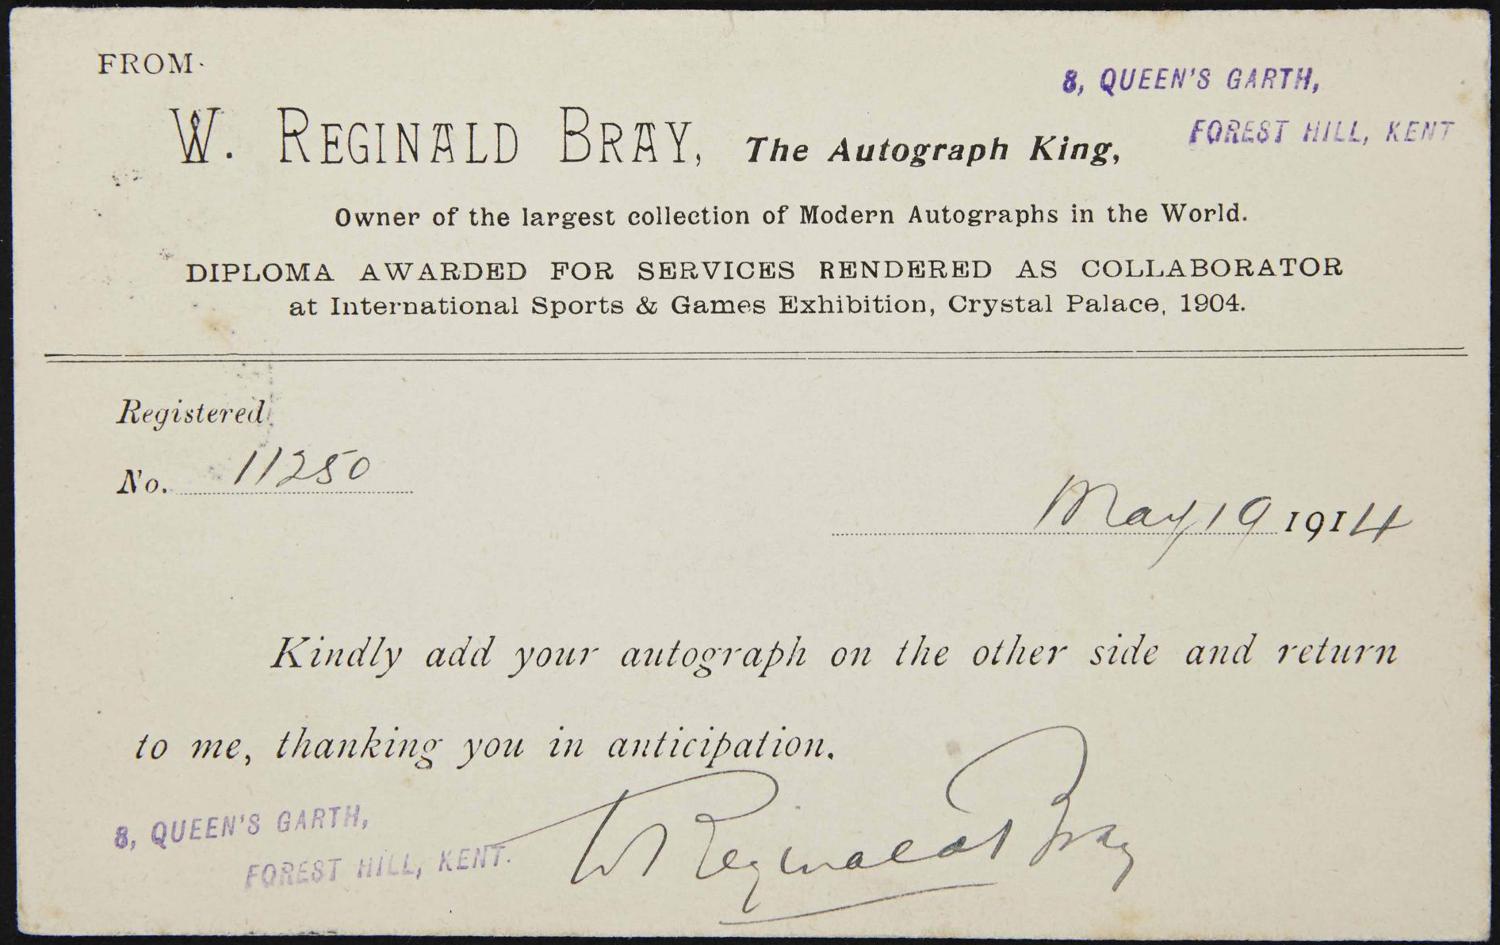 FROM
8, QUEEN'S GARTH,
FOREST HILL, KENT
W. REGINALD BRAY, The Autograph King,
Owner of the largest collection of Modern Autographs in the World.
DIPLOMA AWARDED FOR SERVICES RENDERED AS COLLABORATOR
at International Sports & Games Exhibition, Crystal Palace, 1904.
Registered
No. 11250
May 19 1914
Kindly add your autograph on the other side and return
to me, thanking you in anticipation.
8, QUEEN'S GARTH,
FOREST HILL, KENT.
W Reginald Bray